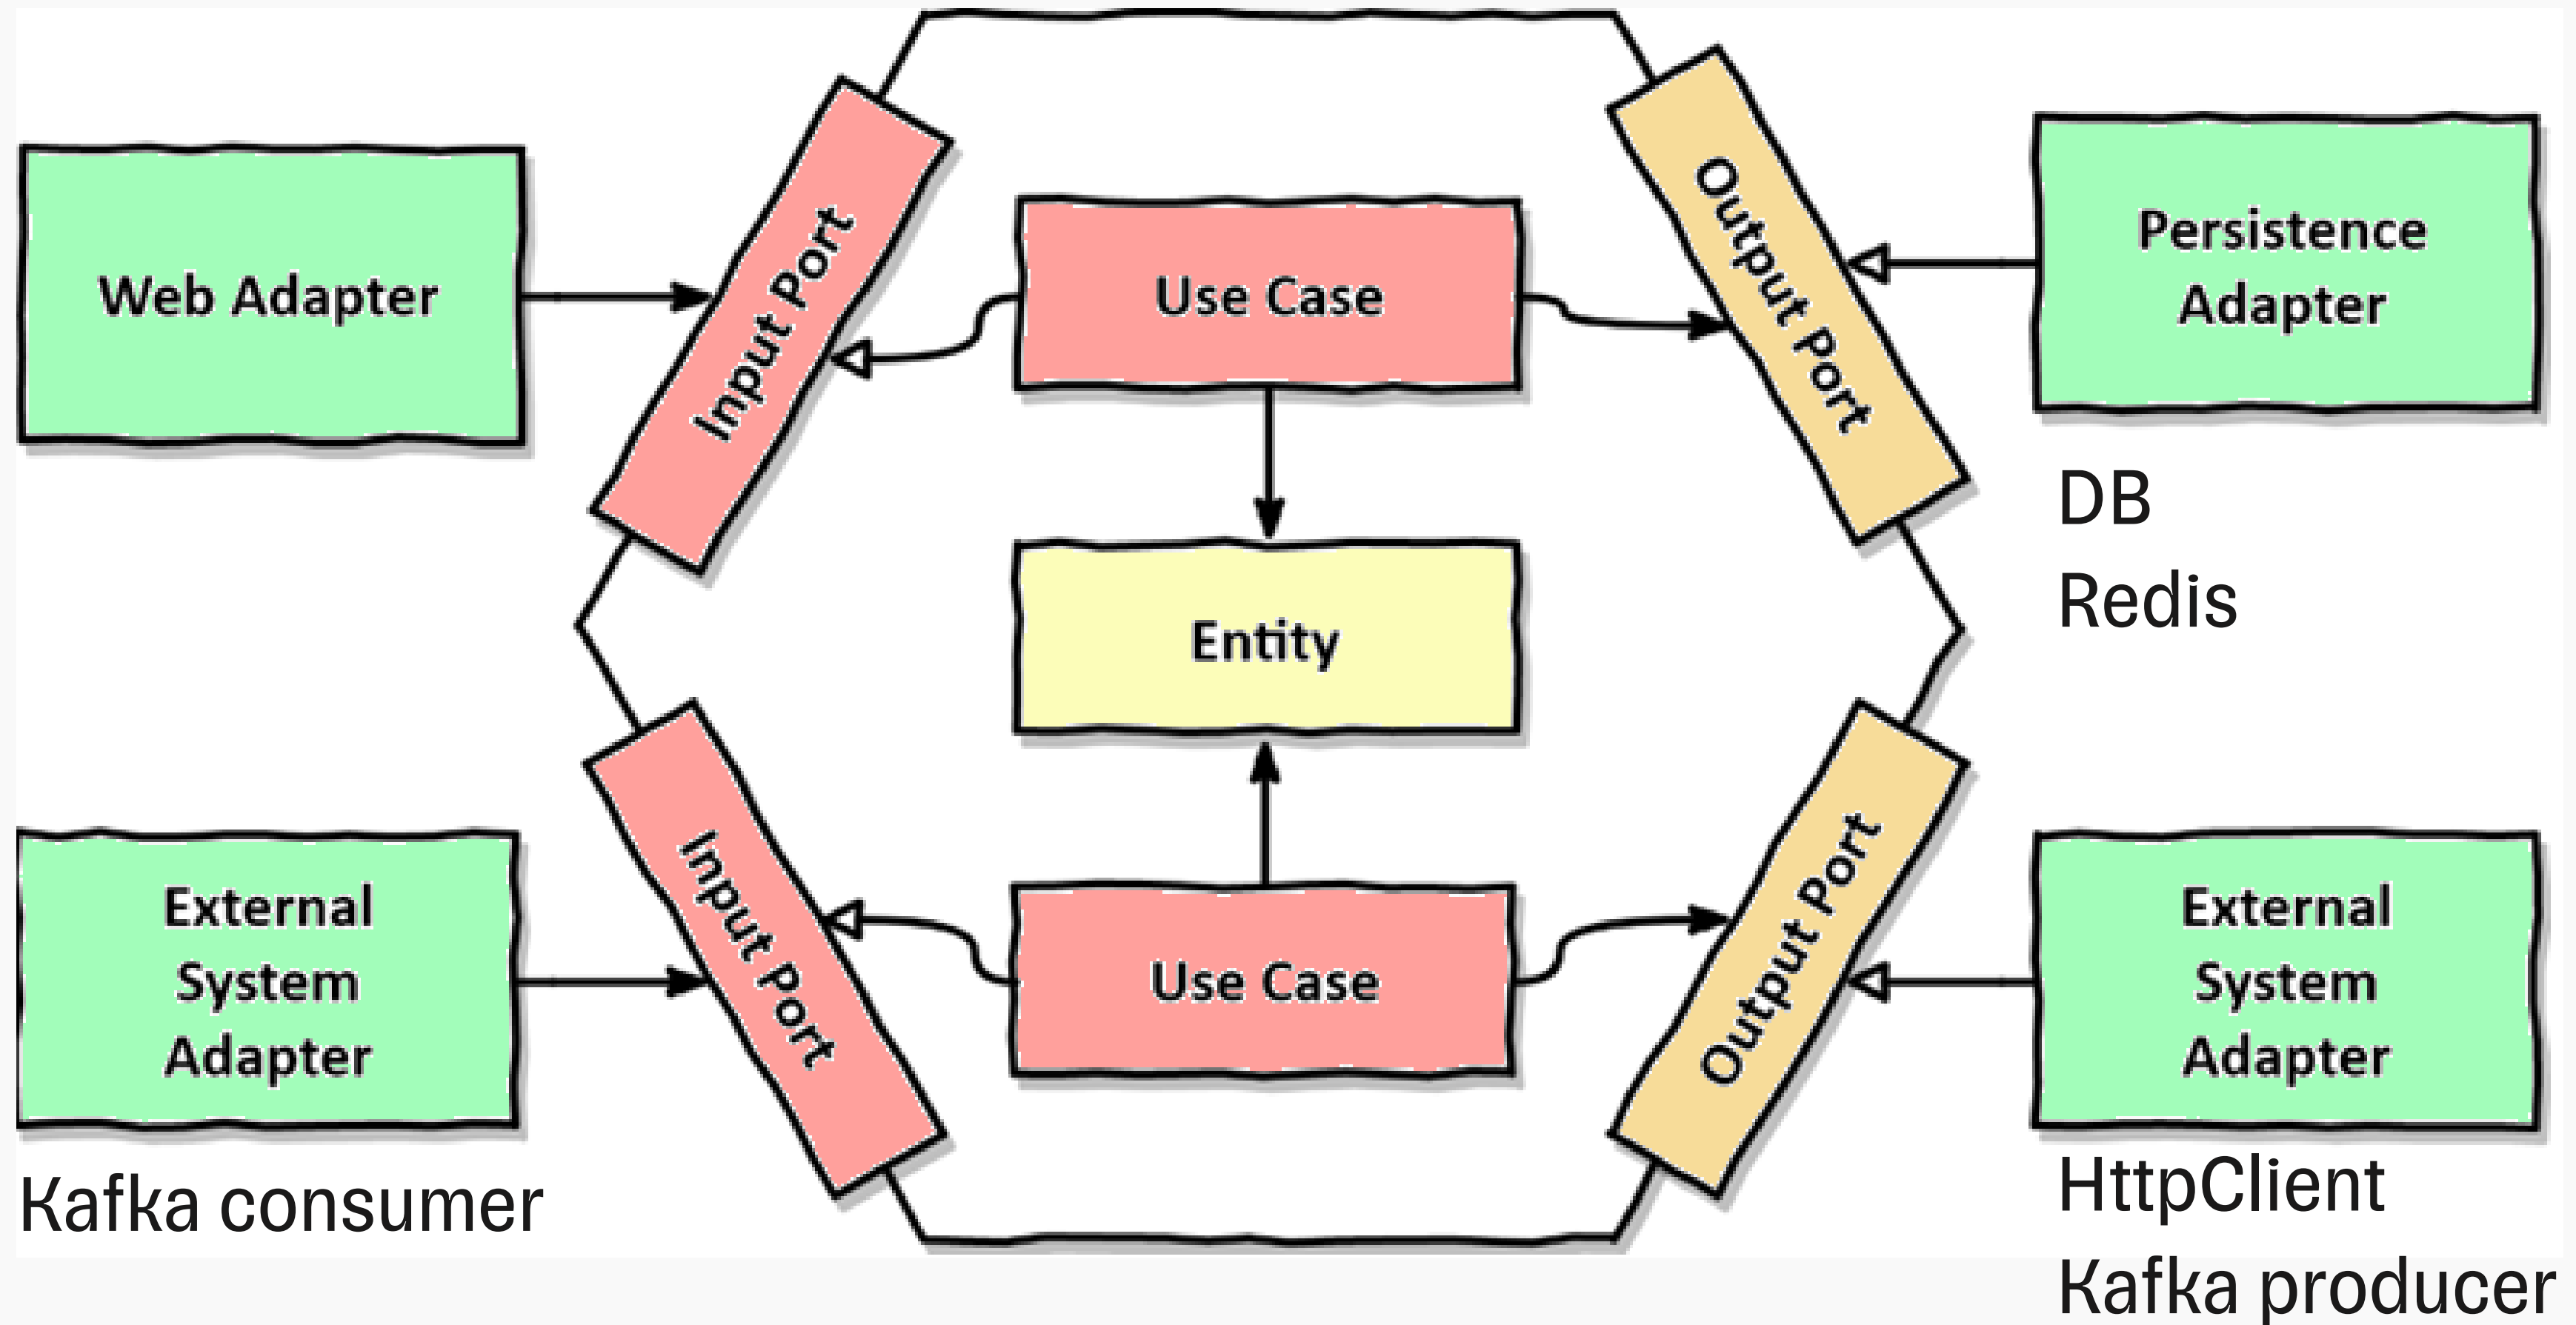 Web Adapter
Input Port
Use Case
Output Port
Persistence
Adapter
DB
Redis
Entity
External
System
Adapter
Kafka consumer
Input Port
Use Case
Output Port
External
System
Adapter
HttpClient
Kafka producer